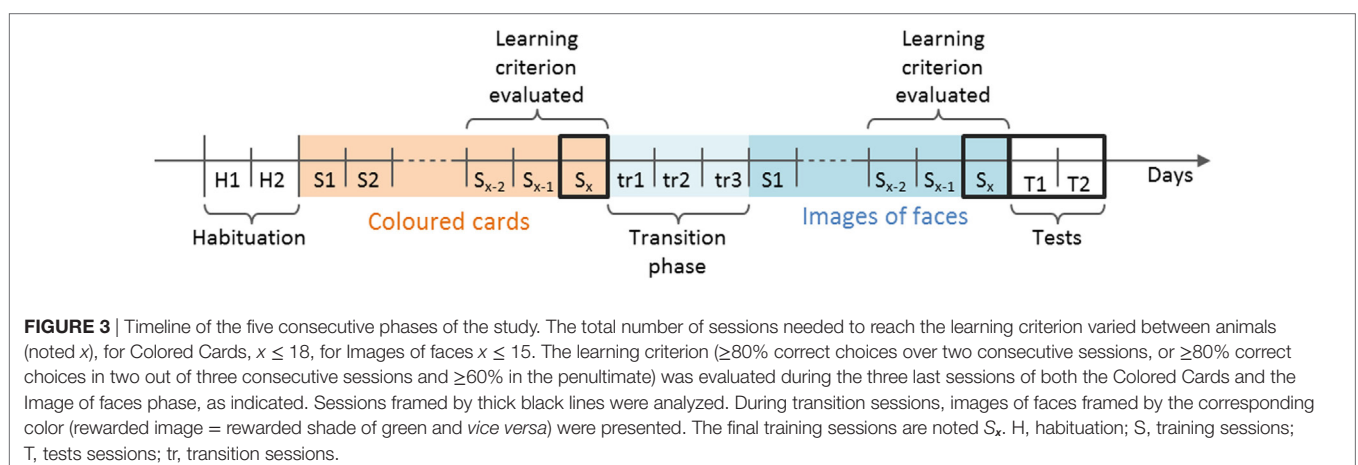 Learning
criterion
evaluated
Learning
criterion
evaluated
H1 H2 S1 S2 Sx-2 Sx-1 Sx tr1 tr2 tr3 S1 Sx-2 Sx-1 Sx T1 T2 Days
Habituation
Coloured cards
Transition
phase
Images of faces
Tests
FIGURE 3 | Timeline of the five consecutive phases of the study. The total number of sessions needed to reach the learning criterion varied between animals
(noted x), for Colored Cards, x ≤ 18, for Images of faces x ≤ 15. The learning criterion (≥80% correct choices over two consecutive sessions, or ≥80% correct
choices in two out of three consecutive sessions and ≥60% in the penultimate) was evaluated during the three last sessions of both the Colored Cards and the
Image of faces phase, as indicated. Sessions framed by thick black lines were analyzed. During transition sessions, images of faces framed by the corresponding
color (rewarded image = rewarded shade of green and vice versa) were presented. The final training sessions are noted Sx. H, habituation; S, training sessions;
T, tests sessions; tr, transition sessions.